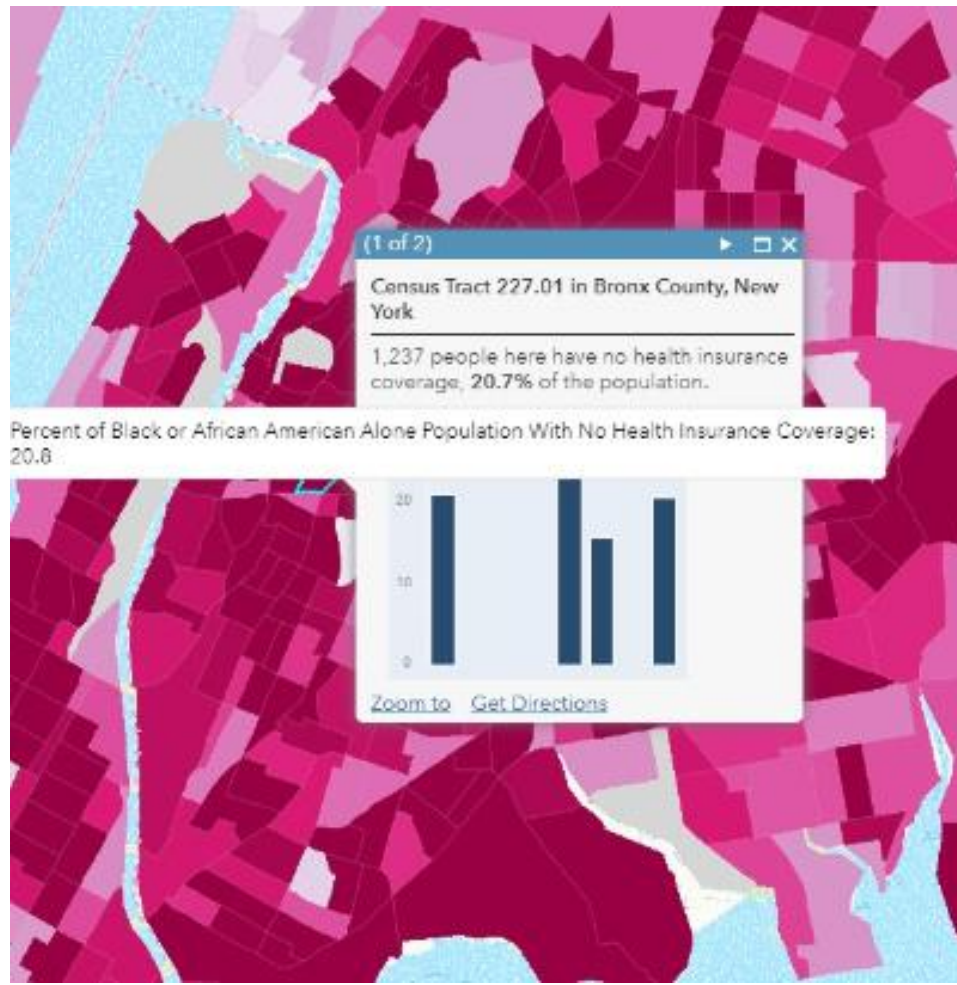 (1 of 2)
Census Tract 227.01 in Bronx County, New
York
1,237 people here have no health insurance
coverage, 20.7% of the population.
Percent of Black or African American Alone Population With No Health Insurance Coverage:
20.8
20
10
0
Zoom to Get Directions